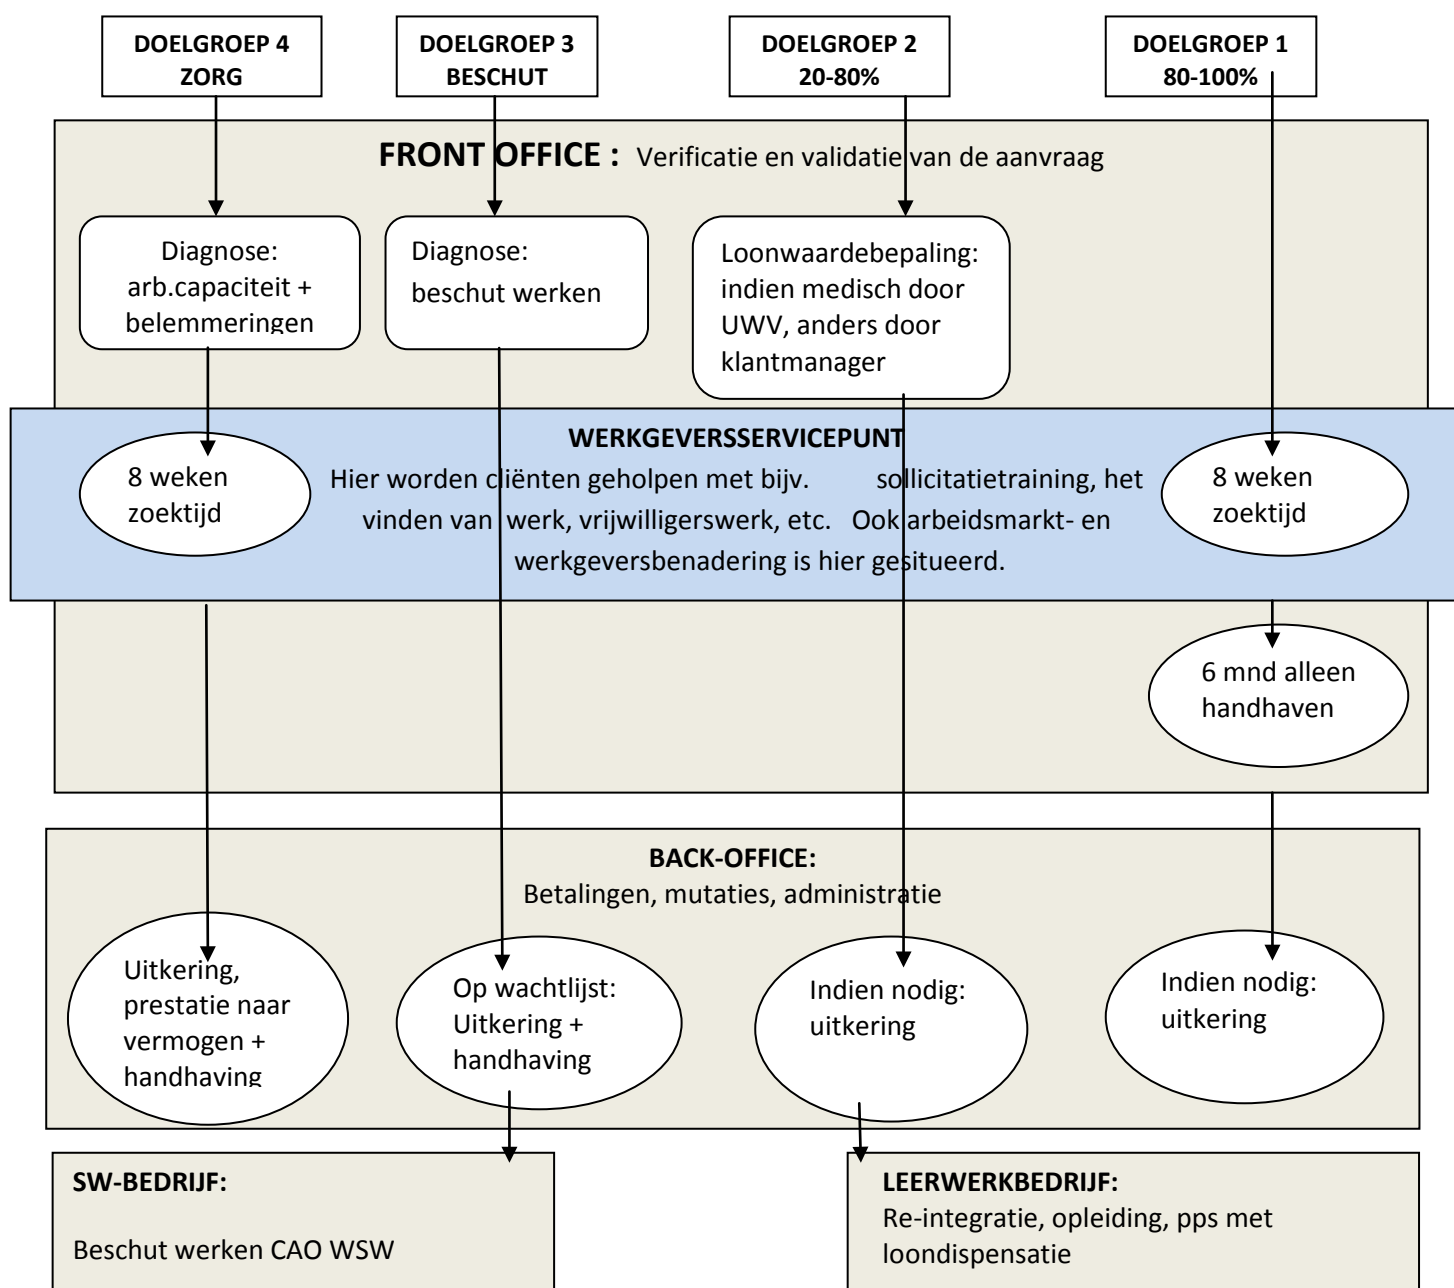 DOELGROEP 4
ZORG
DOELGROEP 3
BESCHUT
DOELGROEP 2
20-80%
DOELGROEP 1
80-100%
FRONT OFFICE : Verificatie en validatie van de aanvraag
Diagnose:
arb.capaciteit +
belemmeringen
Diagnose:
beschut werken
Loonwaardebepaling:
indien medisch door
UWV, anders door
klantmanager
WERKGEVERSSERVICEPUNT
Hier worden cliënten geholpen met bijv. sollicitatietraining, het
vinden van werk, vrijwilligerswerk, etc. Ook arbeidsmarkt- en
werkgeversbenadering is hier gesitueerd.
8 weken
zoektijd
8 weken
zoektijd
6 mnd alleen
handhaven
BACK-OFFICE:
Betalingen, mutaties, administratie
Uitkering,
prestatie naar
vermogen +
handhaving
Op wachtlijst:
Uitkering +
handhaving
Indien nodig:
uitkering
Indien nodig:
uitkering
SW-BEDRIJF:
Beschut werken CAO WSW
LEERWERKBEDRIJF:
Re-integratie, opleiding, pps met
loondispensatie